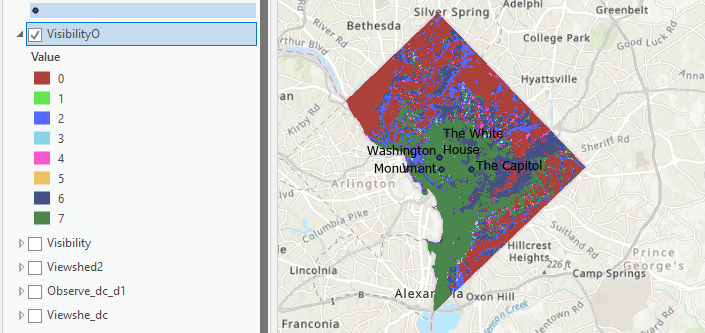 VisibilityO
Value
0
1
2
3
4
5
6
7
Visibility
Viewshed2
Observe_dc_d1
Viewshe_dc
Silver Spring
Adelphi
Greenbelt
Bethesda
College Park
Good Luck Rd
River Rd
Arthur Blvd
Hyattsville
Anna
Kirby Rd
The White
House
Sheriff Rd
Washington
Monument
The Capitol
Arlington
Columbia Pike
Suitland Rd
Hillcrest
Heights
Prince
George's
226 ft
Lincolnia
Camp Springs
Oxon Hill
Franconia